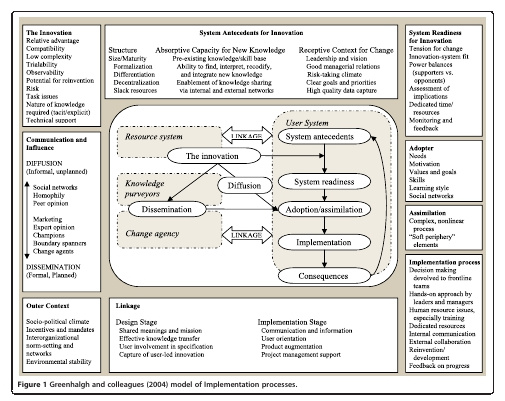 The Innovation
Relative advantage
Compatibility
Low complexity
Trialability
Observability
Potential for reinvention
Risk
Task issues
Nature of knowledge
required (tacit/explicit)
Technical support
Communication and
Influence
DIFFUSION
(Informal, unplanned)
Social networks
Homophily
Peer opinion
Marketing
Expert opinion
Champions
Boundary spanners
Change agents
DISSEMINATION
(Formal, Planned)
Outer Context
Socio-political climate
Incentives and mandates
Interorganizational
norm-setting and
networks
Environmental stability
System Antecedents for Innovation
Structure
Size/Maturity
Formalization
Differentiation
Decentralization
Slack resources
Absorptive Capacity for New Knowledge
Pre-existing knowledge/skill base
Ability to find, interpret, recodify,
and integrate new knowledge
Enablement of knowledge sharing
via internal and external networks
Receptive Context for Change
Leadership and vision
Good managerial relations
Risk-taking climate
Clear goals and priorities
High quality data capture
User System
Resource system
LINKAGE
System antecedents
The innovation
Knowledge
purveyors
Diffusion
System readiness
Dissemination
Adoption/assimilation
Change agency
LINKAGE
Implementation
Consequences
Linkage
Design Stage
Shared meanings and mission
Effective knowledge transfer
User involvement in specification
Capture of user-led innovation
Implementation Stage
Communication and information
User orientation
Product augmentation
Project management support
System Readiness
for Innovation
Tension for change
Innovation-system fit
Power balances
(supporters vs.
opponents)
Assessment of
implications
Dedicated time/
resources
Monitoring and
feedback
Adopter
Needs
Motivation
Values and goals
Skills
Learning style
Social networks
Assimilation
Complex, nonlinear
process
"Soft periphery"
elements
Implementation process
Decision making
devolved to frontline
teams
Hands-on approach by
leaders and managers
Human resource issues,
especially training
Dedicated resources
Internal communication
External collaboration
Reinvention/
development
Feedback on progress
Figure 1 Greenhalgh and colleagues (2004) model of Implementation processes.